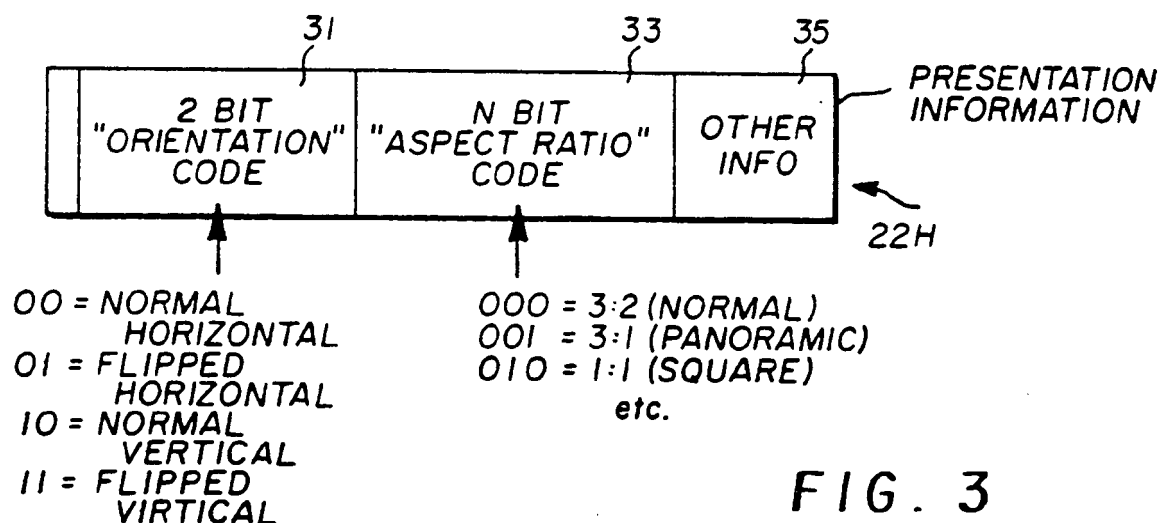 31
33
35
2 BIT
"ORIENTATION"
CODE
N BIT
"ASPECT RATIO"
CODE
OTHER
INFO
PRESENTATION
INFORMATION
22H
00 = NORMAL
HORIZONTAL
01 = FLIPPED
HORIZONTAL
10 = NORMAL
VERTICAL
11 = FLIPPED
VIRTICAL
000 = 3:2 (NORMAL)
001 = 3:1 (PANORAMIC)
010 = 1:1 (SQUARE)
etc.
FIG. 3